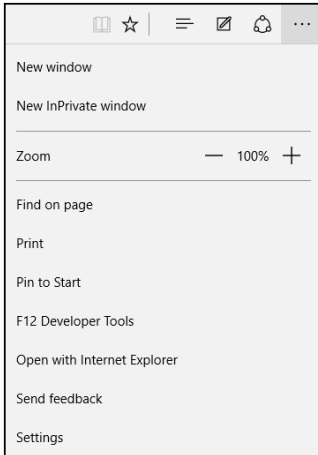 New window
New InPrivate window
Zoom — 100% +
Find on page
Print
Pin to Start
F12 Developer Tools
Open with Internet Explorer
Send feedback
Settings